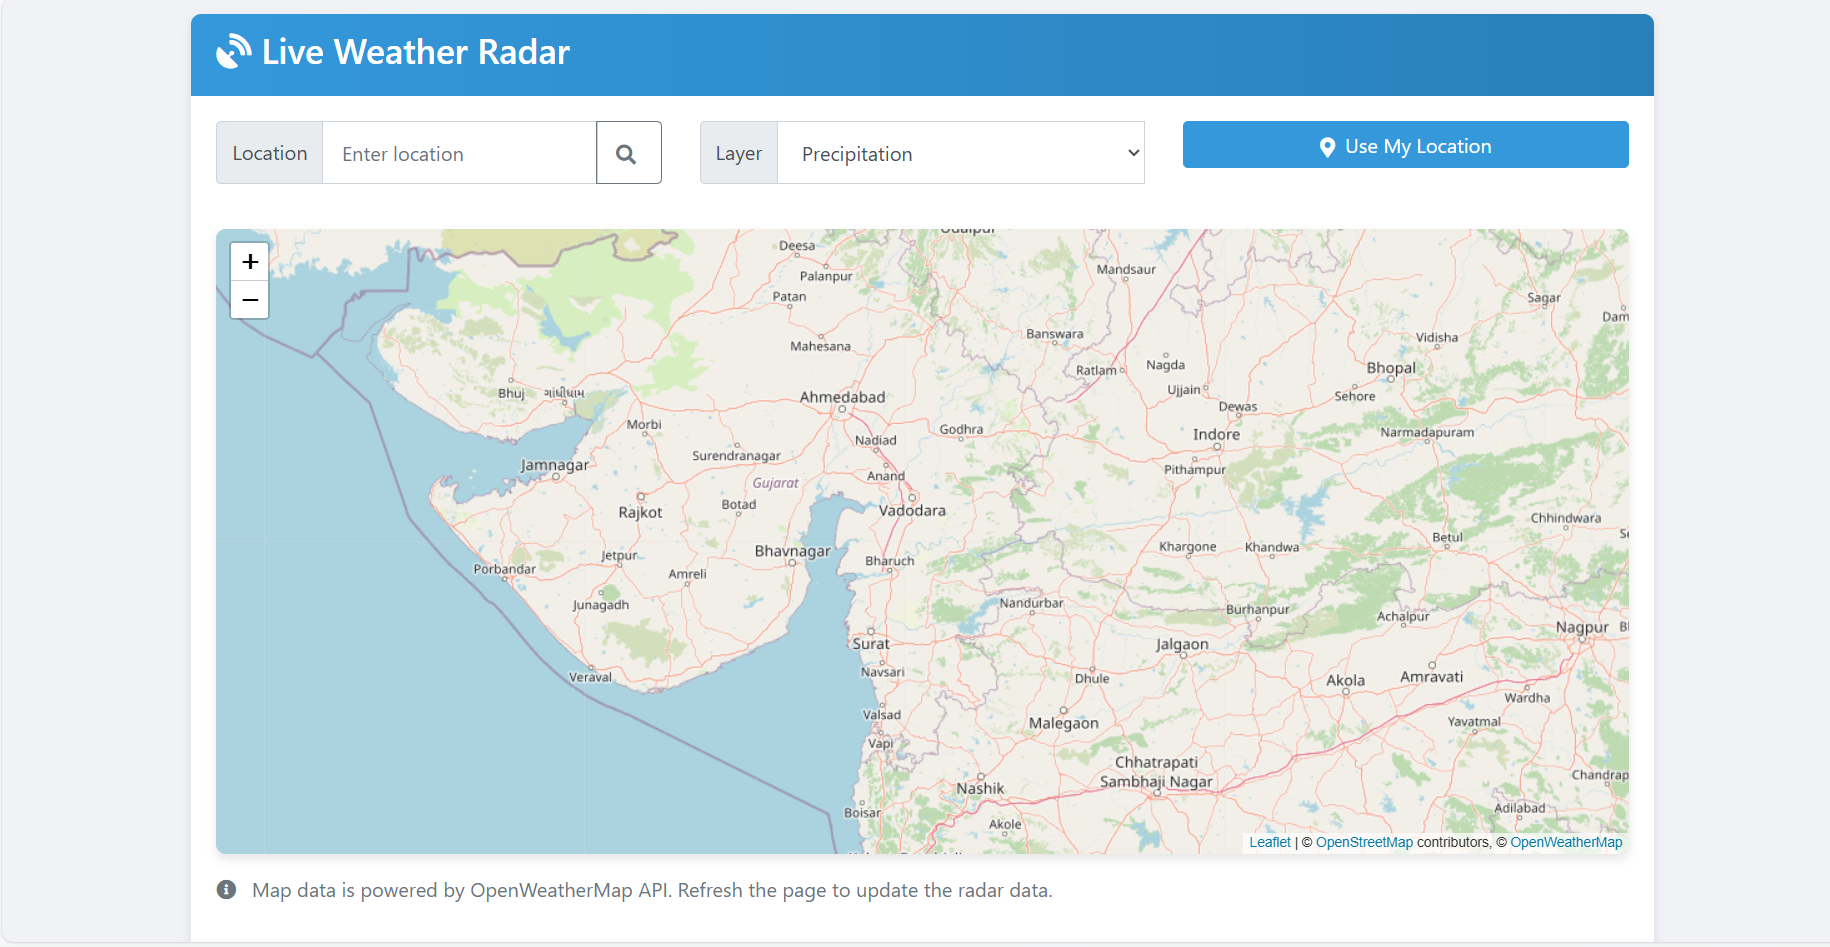 Live Weather Radar
Location
Enter location
Layer
Precipitation
Use My Location
+
−
Udaipur
Deesa
Palanpur
Patan
Mandsaur
Sagar
Dam
Mahesana
Banswara
Vidisha
Ratlam
Nagda
Bhopal
Bhuj
ગાંધીધામ
Ahmedabad
Ujjain
Sehore
Dewas
Morbi
Nadiad
Godhra
Indore
Narmadapuram
Surendranagar
Jamnagar
Anand
Pithampur
Gujarat
Rajkot
Botad
Vadodara
Chhindwara
Jetpur
Bhavnagar
Bharuch
Khargone
Khandwa
Betul
Porbandar
Amreli
Junagadh
Nandurbar
Burhanpur
Achalpur
Nagpur
Surat
Jalgaon
Veraval
Navsari
Dhule
Akola
Amravati
Wardha
Valsad
Malegaon
Yavatmal
Vapi
Chhatrapati
Sambhaji Nagar
Nashik
Chandrap
Boisar
Akole
Adilabad
Leaflet | © OpenStreetMap contributors, © OpenWeatherMap
Map data is powered by OpenWeatherMap API. Refresh the page to update the radar data.